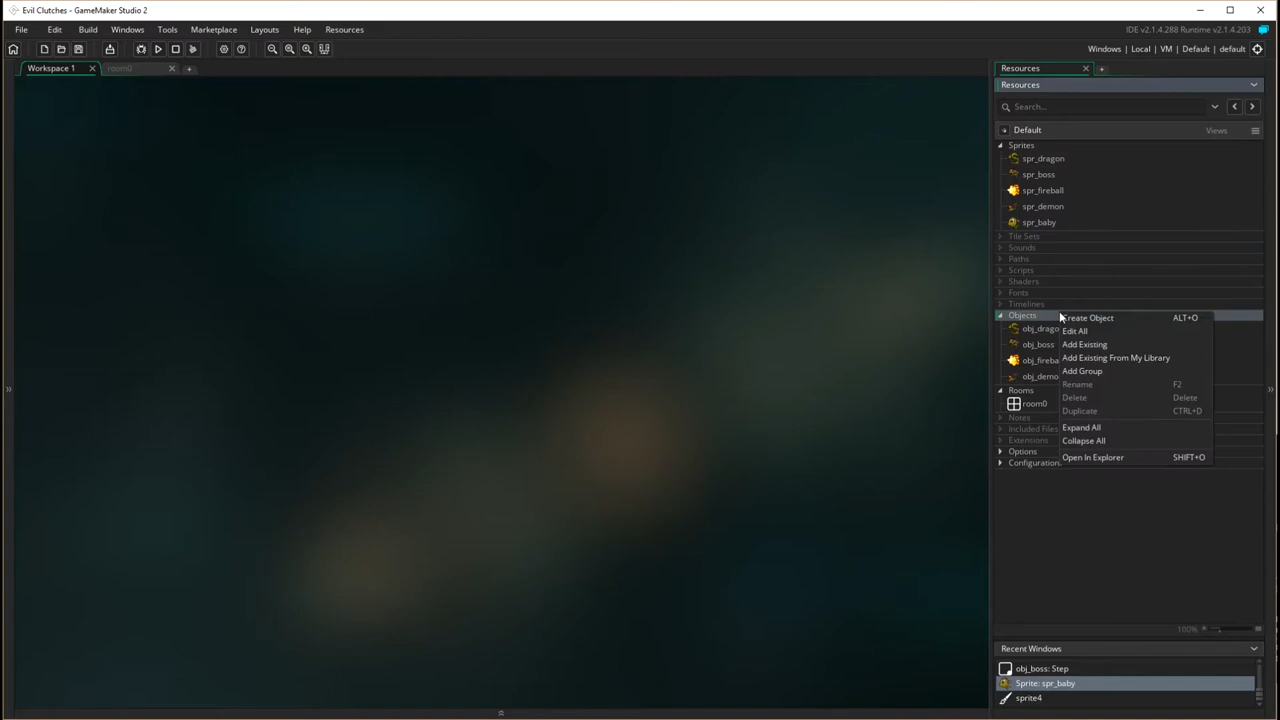 Evil Clutches - GameMaker Studio 2
File Edit Build Windows Tools Marketplace Layouts Help Resources
IDE v2.1.4.288 Runtime v2.1.4.203
Windows | Local | VM | Default | default
Workspace 1
room0
Resources
Resources
Search...
Default
Views
Sprites
spr_dragon
spr_boss
spr_fireball
spr_demon
spr_baby
Tile Sets
Sounds
Paths
Scripts
Shaders
Fonts
Timelines
Objects
obj_drago
obj_boss
obj_fireba
obj_demo
Rooms
room0
Notes
Included Files
Extensions
Options
Configuration
Create Object ALT+O
Edit All
Add Existing
Add Existing From My Library
Add Group
Rename F2
Delete Delete
Duplicate CTRL+D
Expand All
Collapse All
Open In Explorer SHIFT+O
100%
Recent Windows
obj_boss: Step
Sprite: spr_baby
sprite4